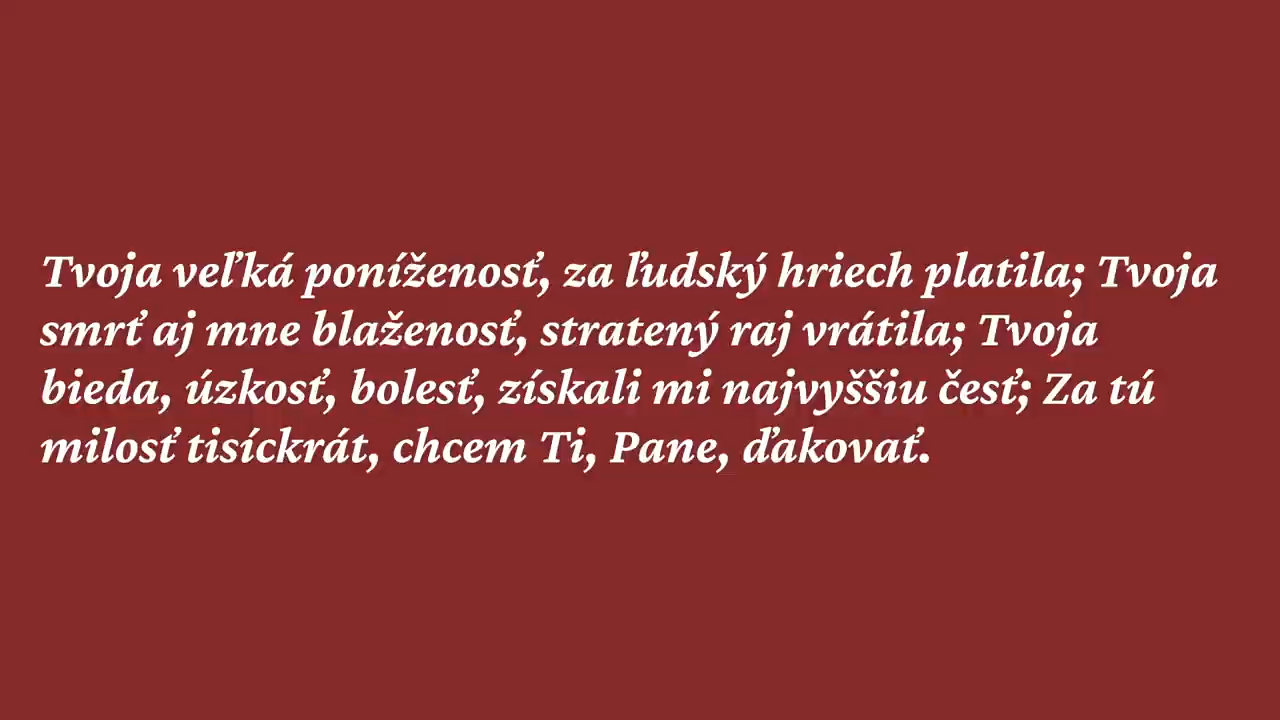 Tvoja veľká poníženosť, za ľudský hriech platila; Tvoja
smrť aj mne blaženosť, stratený raj vrátila; Tvoja
bieda, úzkosť, bolesť, získali mi najvyššiu česť; Za tú
milosť tisíckrát, chcem Ti, Pane, ďakovať.